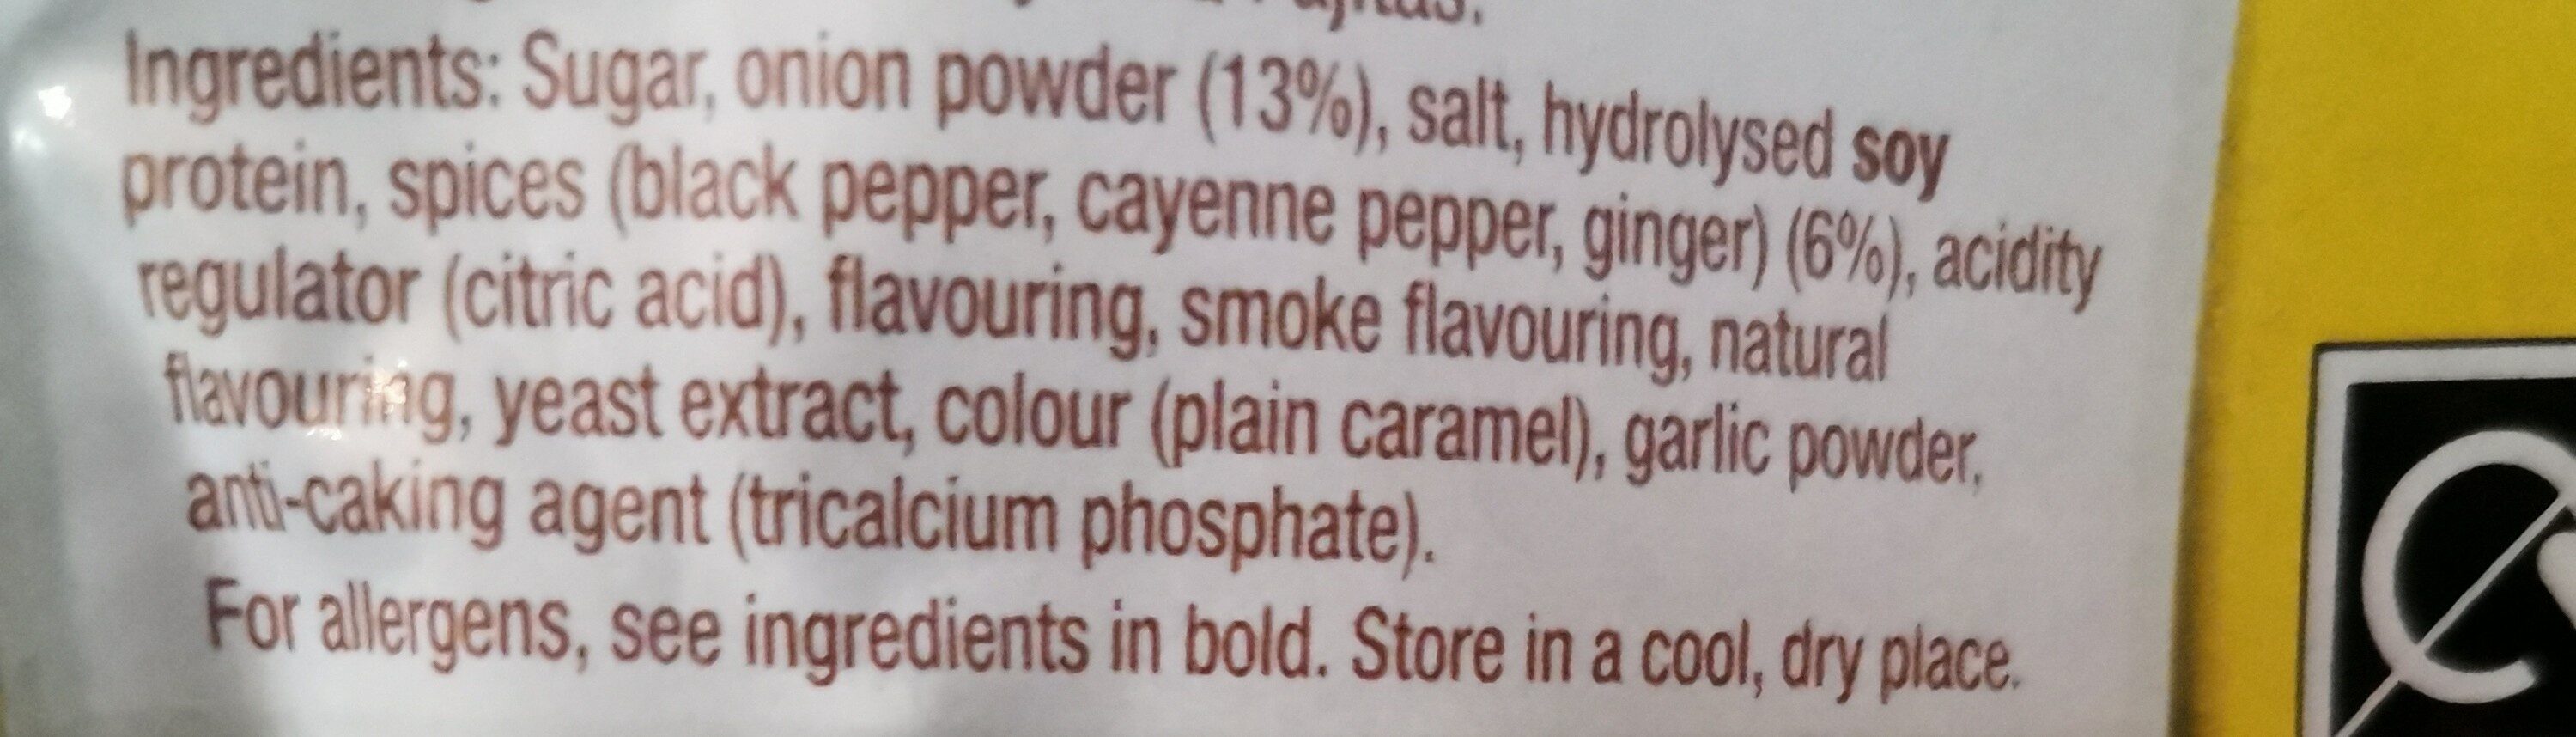 Ingredients: Sugar, onion powder (13%), salt, hydrolysed soy
protein, spices (black pepper, cayenne pepper, ginger) (6%), acidity
regulator (citric acid), flavouring, smoke flavouring, natural
flavouring, yeast extract, colour (plain caramel), garlic powder,
anti-caking agent (tricalcium phosphate).
For allergens, see ingredients in bold. Store in a cool, dry place.